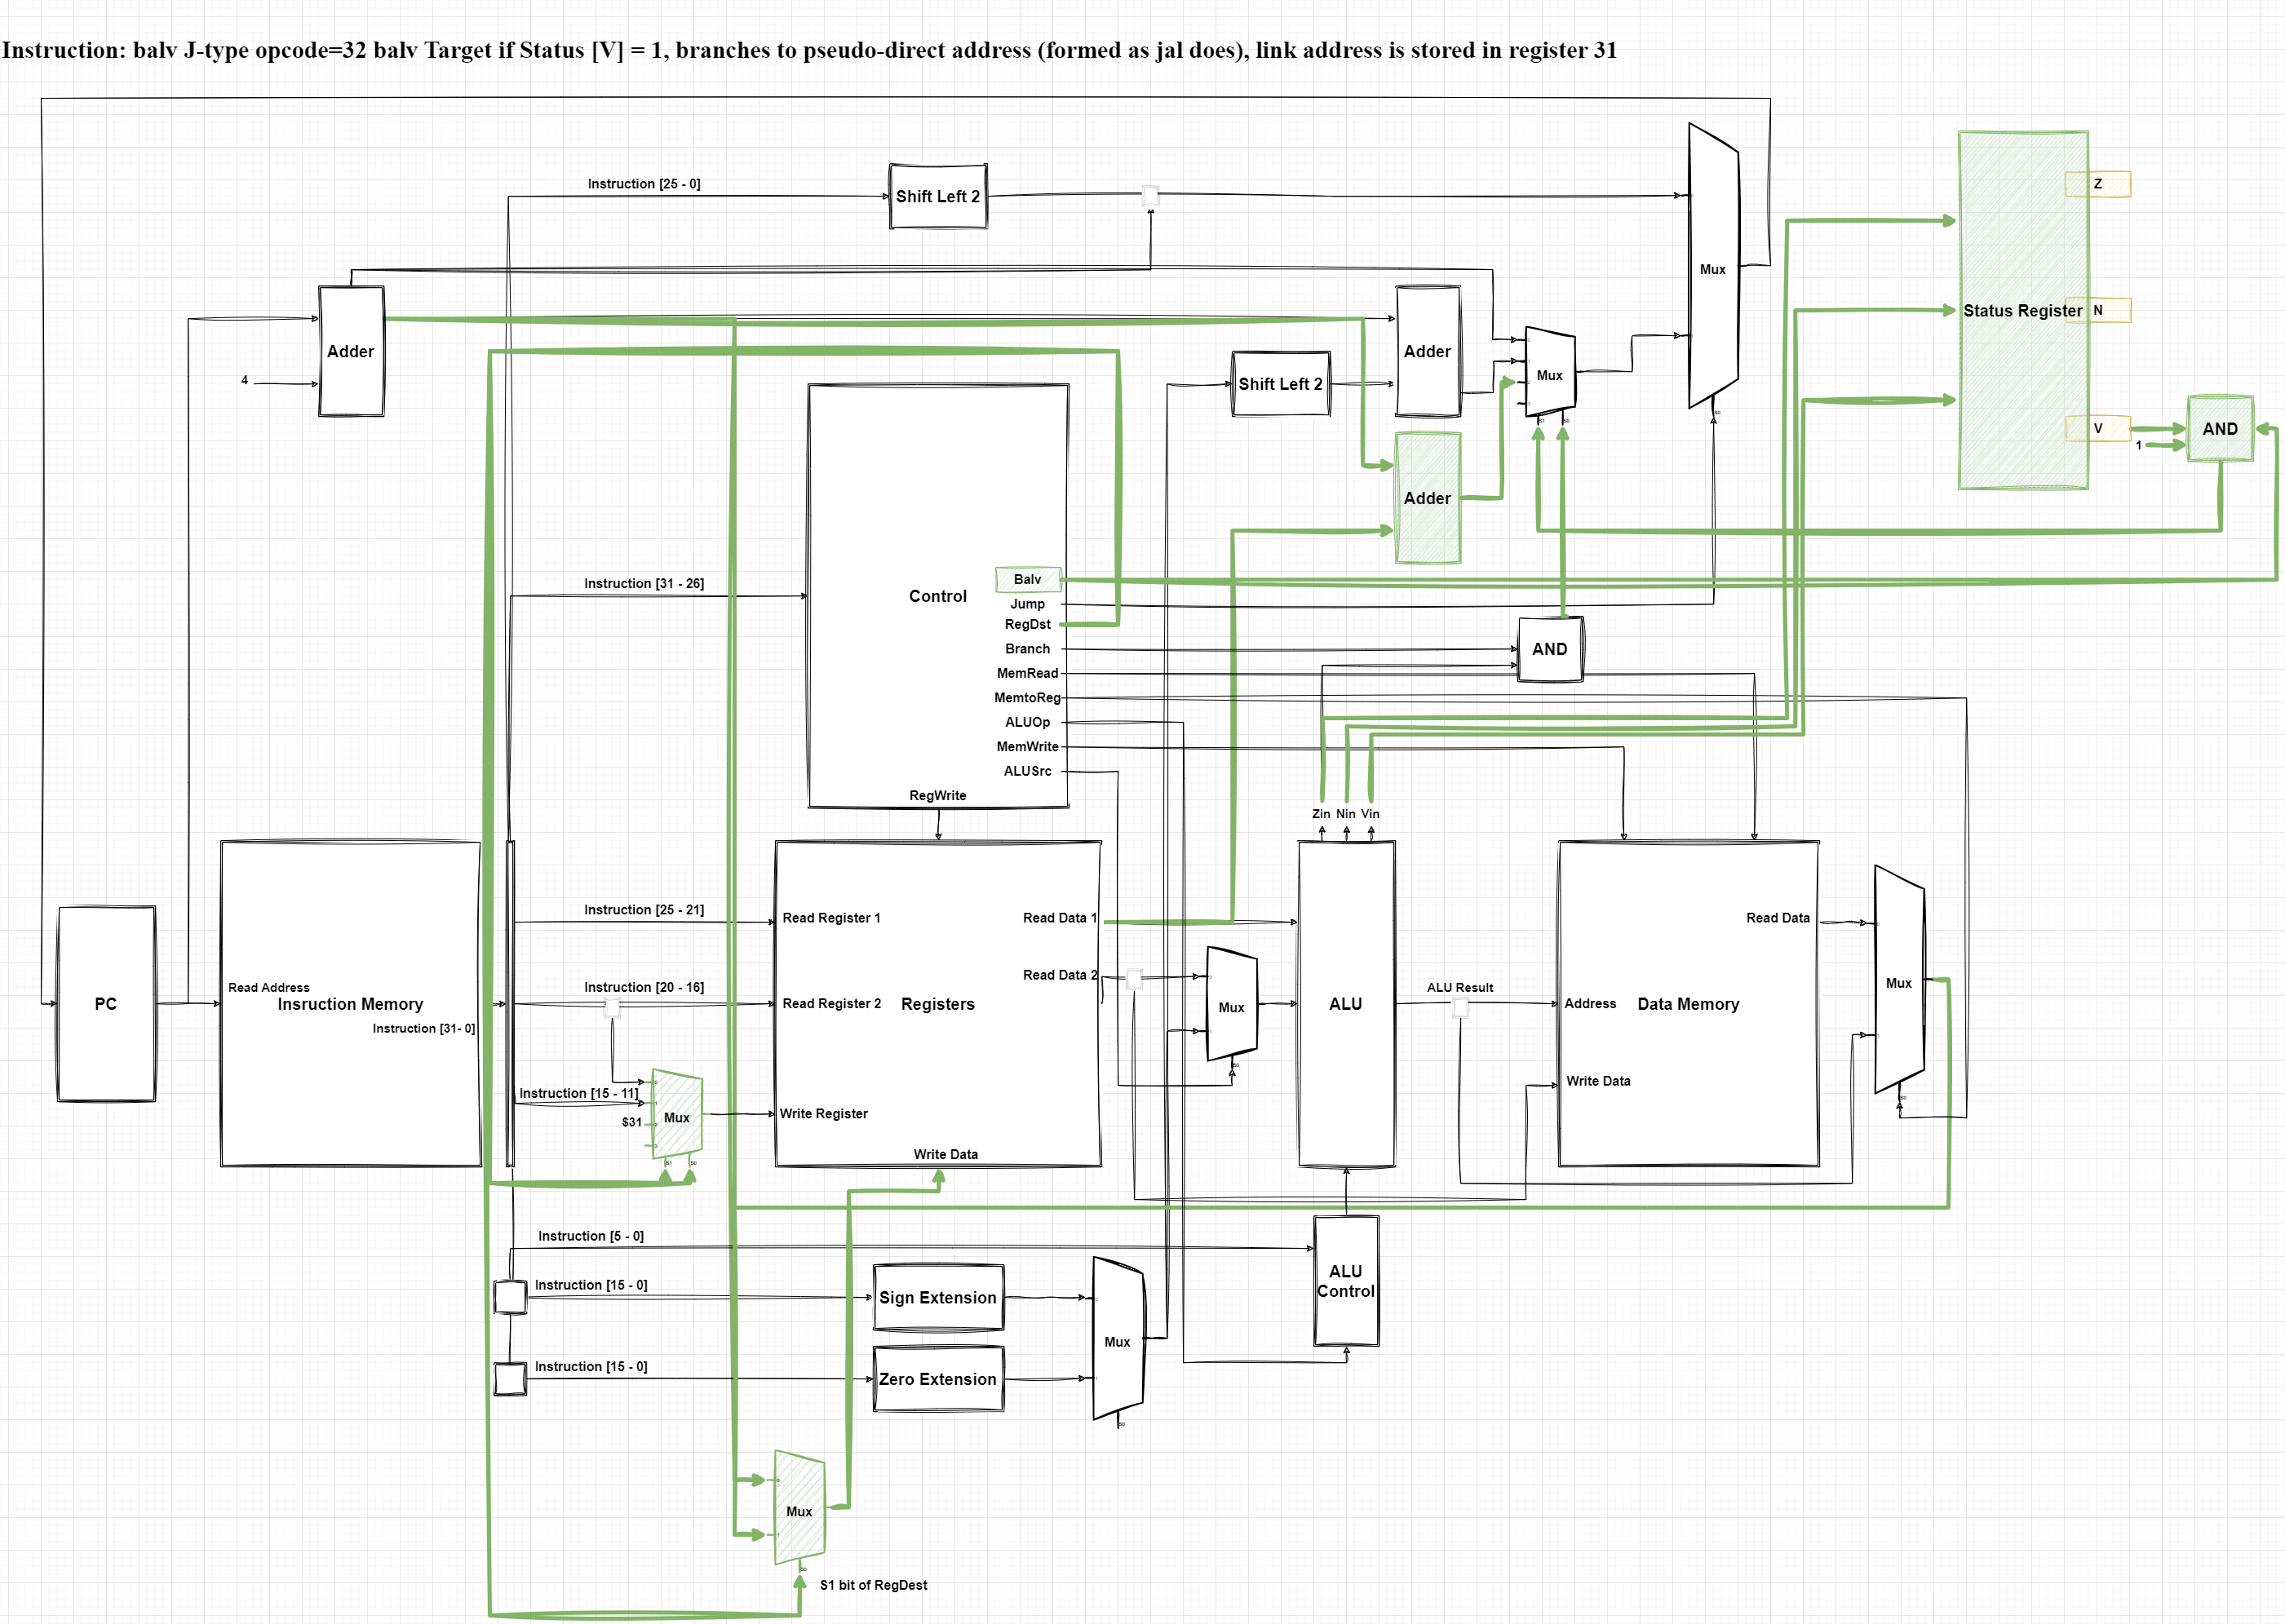 Instruction: balv J-type opcode=32 balv Target if Status [V] = 1, branches to pseudo-direct address (formed as jal does), link address is stored in register 31
Instruction [25 - 0]
Shift Left 2
Z
Mux
Status Register
N
Adder
4
Adder
Shift Left 2
Mux
V
1
AND
Adder
Instruction [31 - 26]
Control
Balv
Jump
RegDst
Branch
MemRead
MemtoReg
ALUOp
MemWrite
ALUSrc
RegWrite
AND
Zin Nin Vin
PC
Read Address
Insruction Memory
Instruction [31- 0]
Instruction [25 - 21]
Instruction [20 - 16]
Instruction [15 - 11]
$31
Mux
S1 S0
Read Register 1
Read Register 2
Registers
Write Register
Write Data
Read Data 1
Read Data 2
Mux
S0
ALU
ALU Result
Address
Data Memory
Write Data
Read Data
Mux
S0
Instruction [5 - 0]
ALU
Control
Instruction [15 - 0]
Sign Extension
Instruction [15 - 0]
Zero Extension
Mux
S0
Mux
S0
S1 bit of RegDest